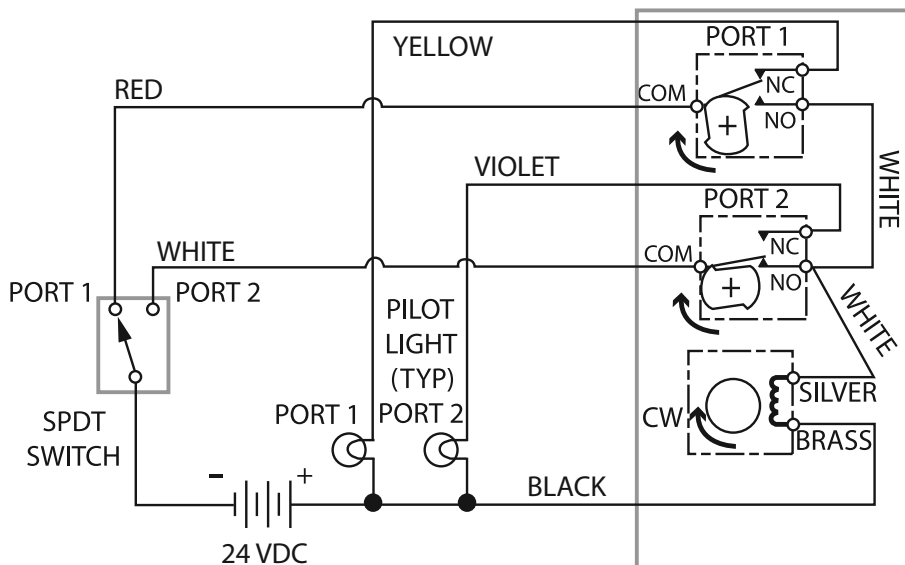 YELLOW
PORT 1
RED
COM
NC
NO
WHITE
VIOLET
PORT 2
WHITE
COM
NC
NO
PORT 1
PORT 2
WHITE
PILOT
LIGHT
(TYP)
PORT 1
PORT 2
SPDT
SWITCH
CW
SILVER
BRASS
-
+
BLACK
24 VDC